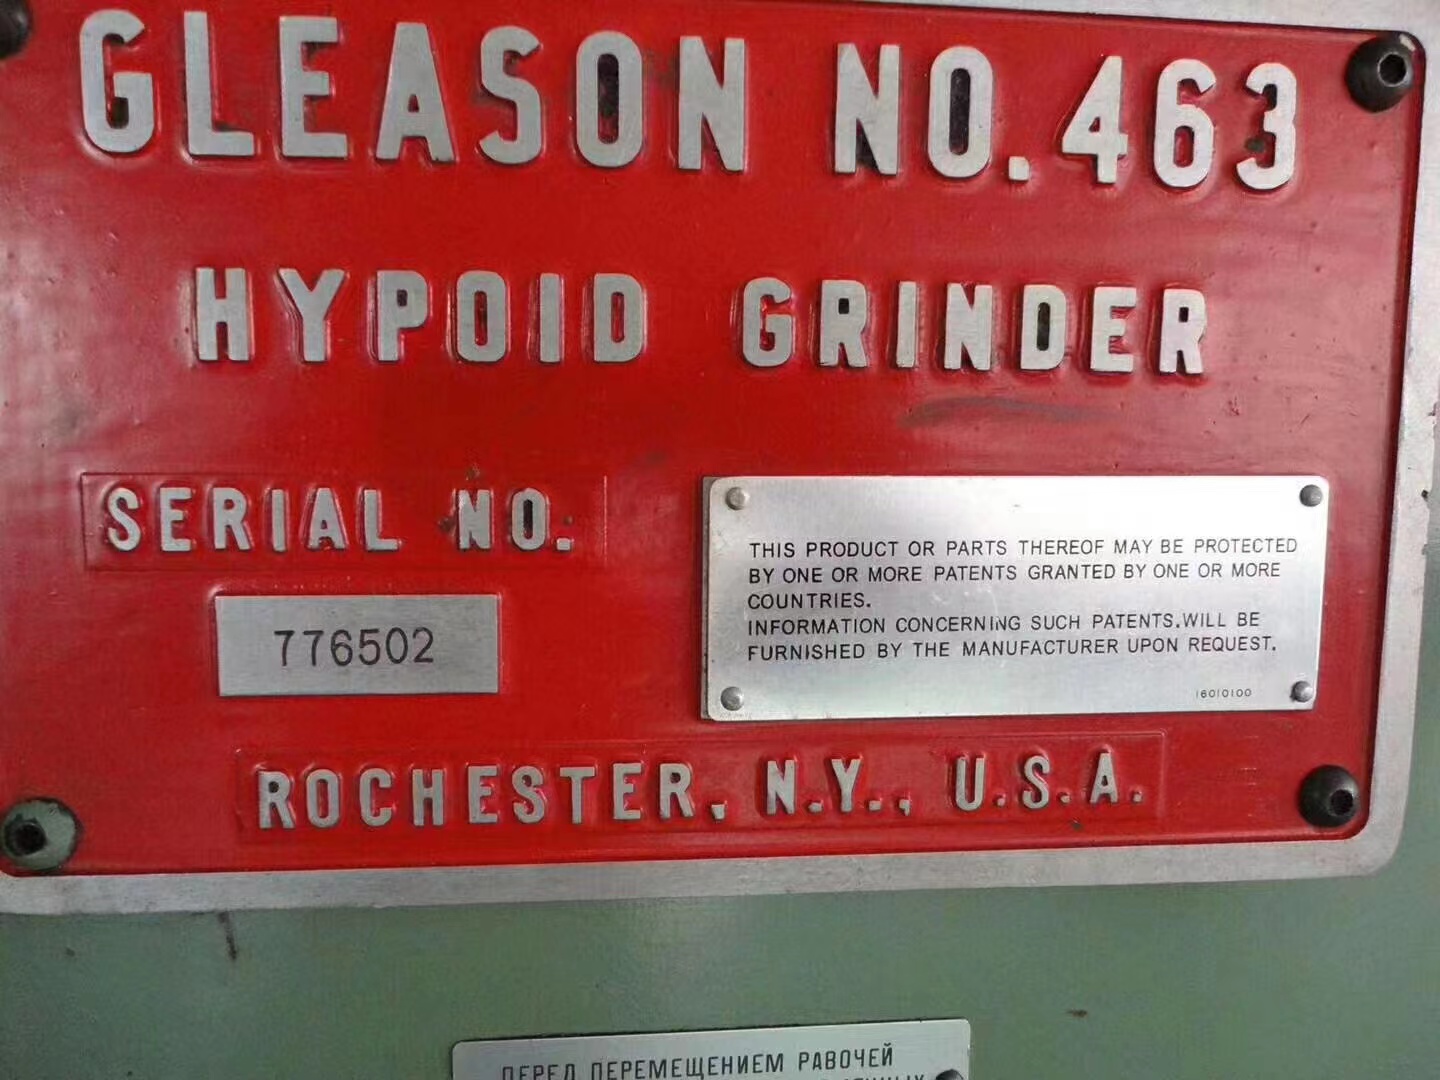 GLEASON NO. 463
HYPOID GRINDER
SERIAL NO.
776502
THIS PRODUCT OR PARTS THEREOF MAY BE PROTECTED
BY ONE OR MORE PATENTS GRANTED BY ONE OR MORE
COUNTRIES.
INFORMATION CONCERNING SUCH PATENTS.WILL BE
FURNISHED BY THE MANUFACTURER UPON REQUEST.
16010100
ROCHESTER, N.Y., U.S.A.
ПЕРЕД ПЕРЕМЕЩЕНИЕМ РАБОЧЕЙ